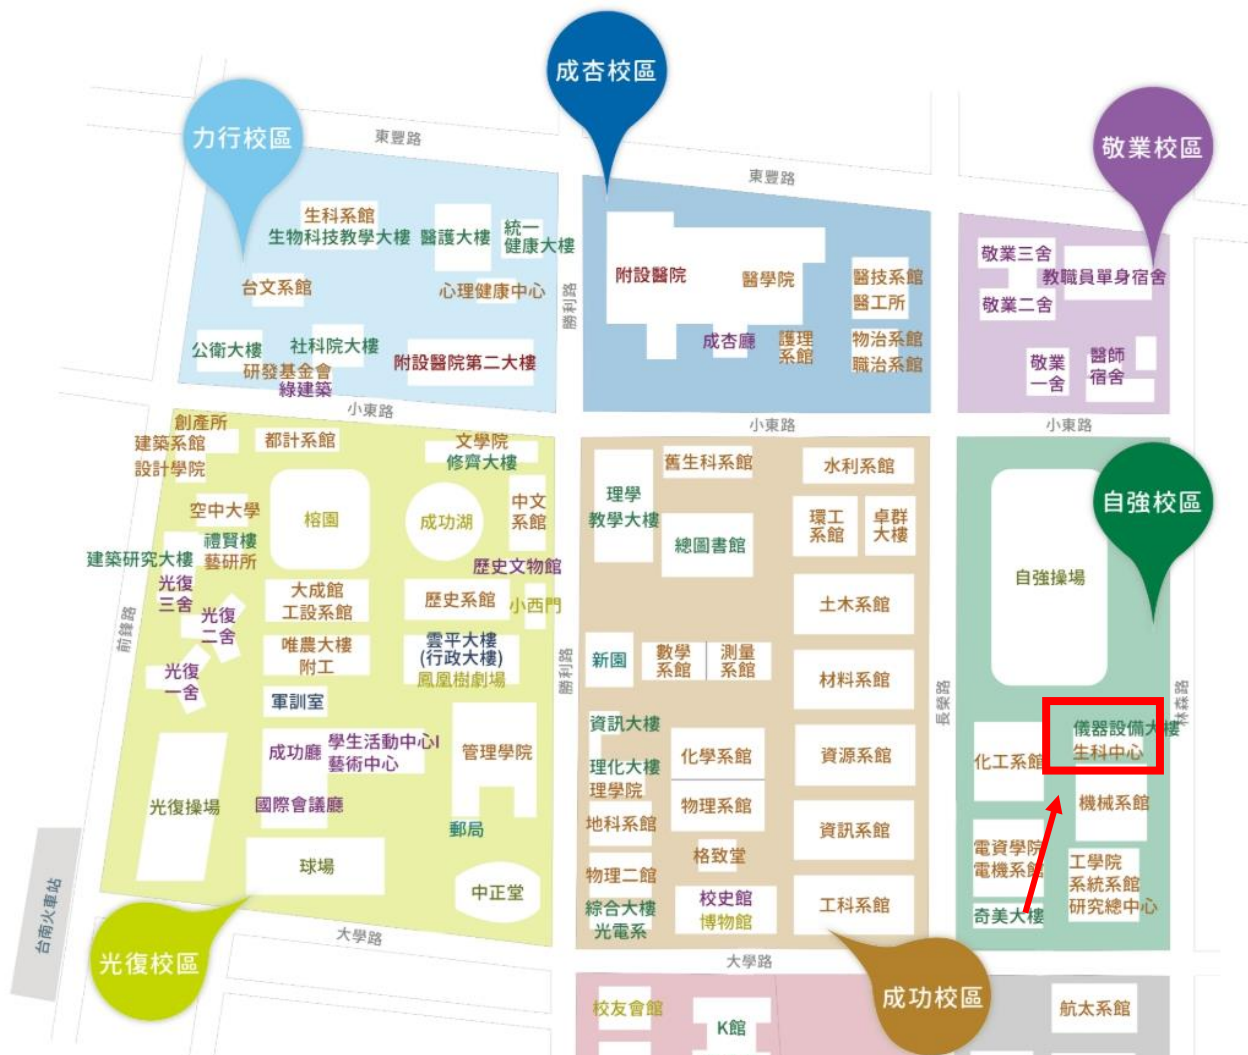 成杏校區
力行校區
敬業校區
東豐路
東豐路
生科系館
生物科技教學大樓
醫護大樓
統一
健康大樓
台文系館
心理健康中心
公衛大樓
社科院大樓
研發基金會
綠建築
附設醫院第二大樓
勝利路
附設醫院
醫學院
醫技系館
醫工所
成杏廳
護理
系館
物治系館
職治系館
敬業三舍
教職員單身宿舍
敬業二舍
敬業
一舍
醫師
宿舍
小東路
小東路
小東路
創產所
建築系館
設計學院
都計系館
文學院
修齊大樓
空中大學
榕園
成功湖
中文
系館
禮賢樓
建築研究大樓
藝研所
歷史文物館
光復
三舍
大成館
工設系館
歷史系館
小西門
光復
二舍
唯農大樓
附工
雲平大樓
(行政大樓)
鳳凰樹劇場
光復
一舍
軍訓室
前鋒路
勝利路
成功廳
學生活動中心I
藝術中心
管理學院
光復操場
國際會議廳
郵局
球場
中正堂
台南火車站
光復校區
大學路
理學
教學大樓
舊生科系館
水利系館
總圖書館
環工
系館
卓群
大樓
土木系館
新園
數學
系館
測量
系館
材料系館
資訊大樓
化學系館
資源系館
理化大樓
理學院
物理系館
地科系館
資訊系館
格致堂
物理二館
校史館
博物館
工科系館
綜合大樓
光電系
大學路
成功校區
長榮路
自強校區
自強操場
林森路
儀器設備大樓
生科中心
化工系館
機械系館
電資學院
電機系館
工學院
系統系館
研究總中心
奇美大樓
校友會館
K館
航太系館